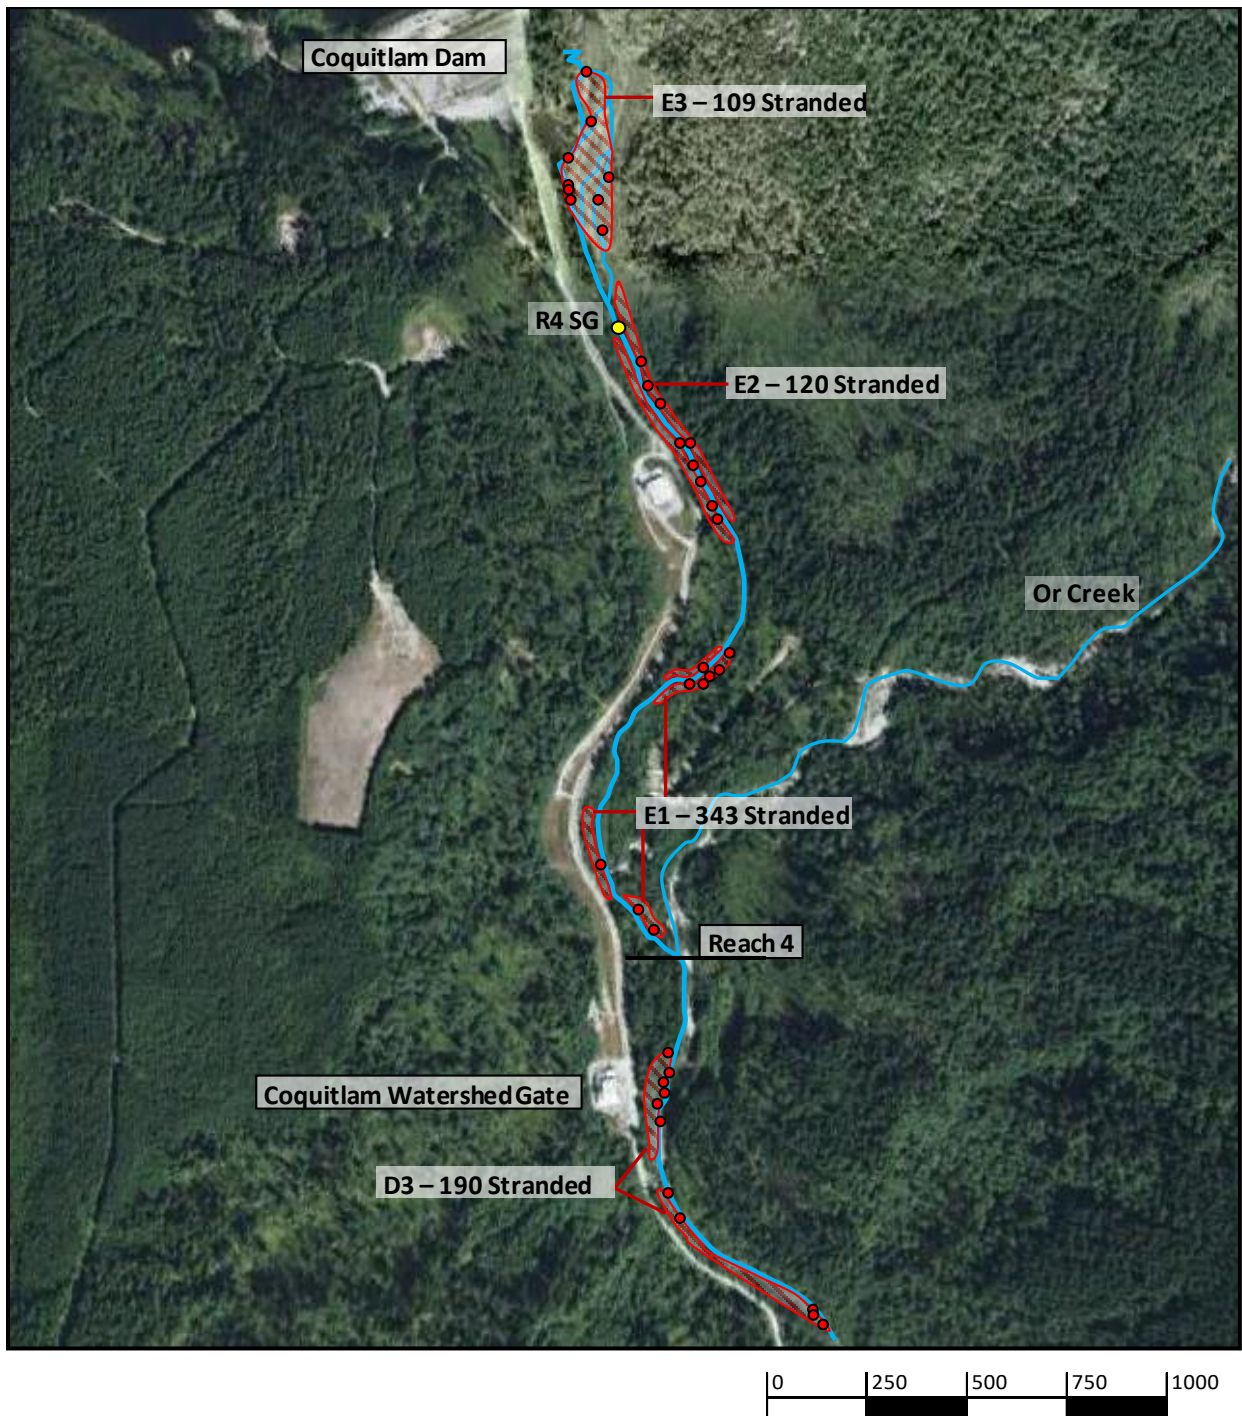 Coquitlam Dam
E3 – 109 Stranded
R4 SG
E2 – 120 Stranded
Or Creek
E1 – 343 Stranded
Reach 4
Coquitlam Watershed Gate
D3 – 190 Stranded
0 250 500 750 1000